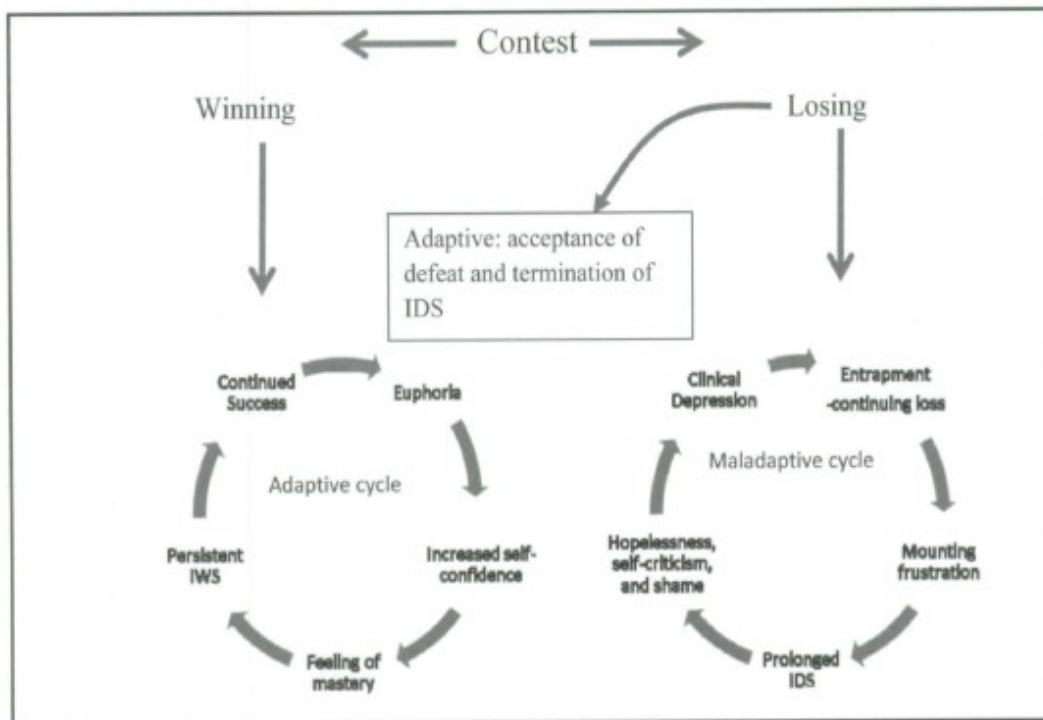 Contest
Winning
Losing
Adaptive: acceptance of
defeat and termination of
IDS
Continued
Success
Euphoria
Adaptive cycle
Persistent
IWS
Increased self-
confidence
Feeling of
mastery
Clinical
Depression
Entrapment
-continuing loss
Maladaptive cycle
Hopelessness,
self-criticism,
and shame
Mounting
frustration
Prolonged
IDS